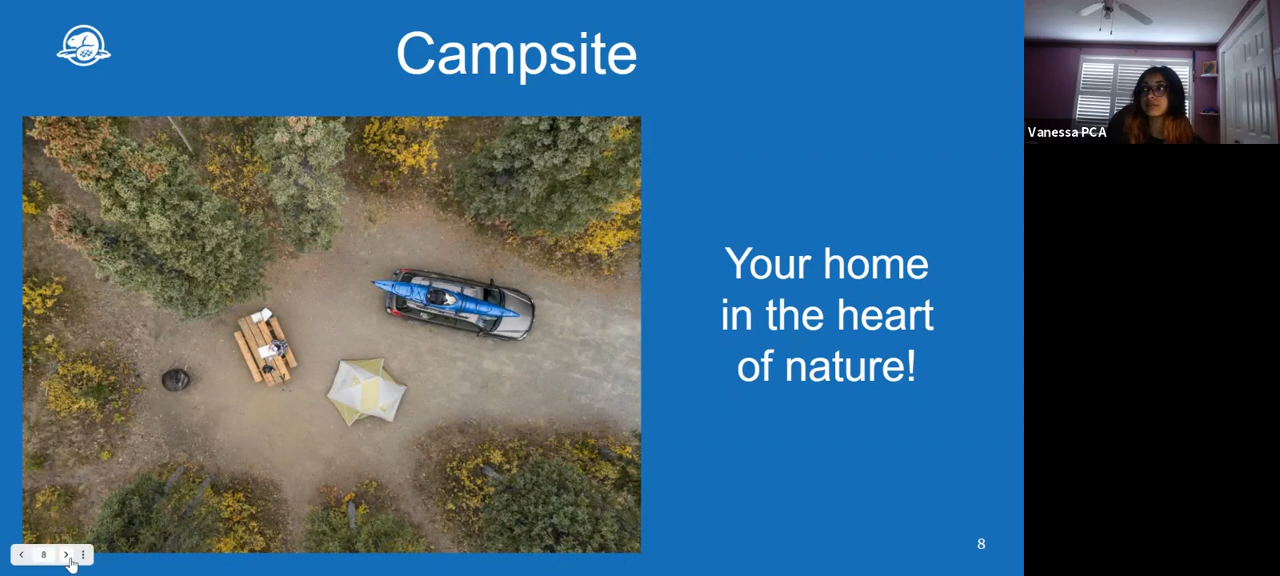 Campsite
Your home
in the heart
of nature!
8
8
Vanessa PCA